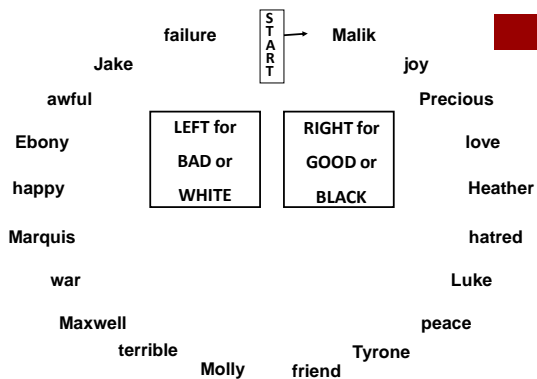 START
Malik
joy
Precious
love
Heather
hatred
Luke
peace
Tyrone
friend
Molly
terrible
Maxwell
war
Marquis
happy
Ebony
awful
Jake
failure
LEFT for
BAD or
WHITE
RIGHT for
GOOD or
BLACK